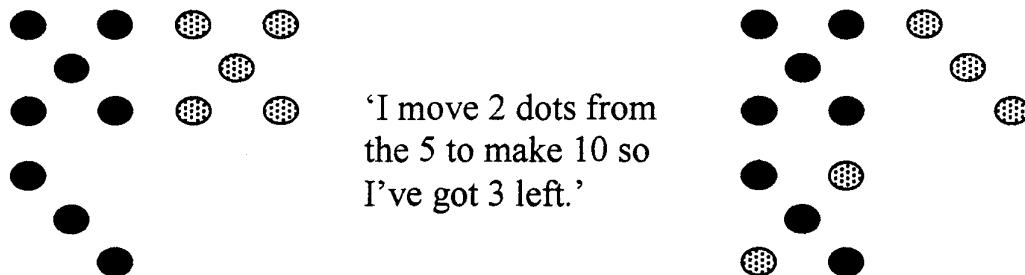 ‘I move 2 dots from
the 5 to make 10 so
I’ve got 3 left.’